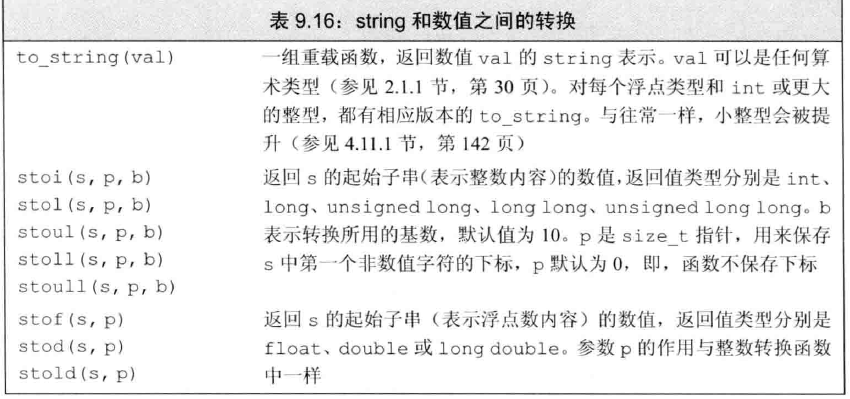 表 9.16：string 和数值之间的转换
to_string(val) 一组重载函数，返回数值 val 的 string 表示。val 可以是任何算
术类型（参见 2.1.1 节，第 30 页）。对每个浮点类型和 int 或更大
的整型，都有相应版本的 to_string。与往常一样，小整型会被提
升（参见 4.11.1 节，第 142 页）
stoi(s, p, b) 返回 s 的起始子串（表示整数内容）的数值，返回值类型分别是 int、
stol(s, p, b) long、unsigned long、long long、unsigned long long。b
stoul(s, p, b) 表示转换所用的基数，默认值为 10。p 是 size_t 指针，用来保存
stoll(s, p, b) s 中第一个非数值字符的下标，p 默认为 0，即，函数不保存下标
stoull(s, p, b)
stof(s, p) 返回 s 的起始子串（表示浮点数内容）的数值，返回值类型分别是
stod(s, p) float、double 或 long double。参数 p 的作用与整数转换函数
stold(s, p) 中一样